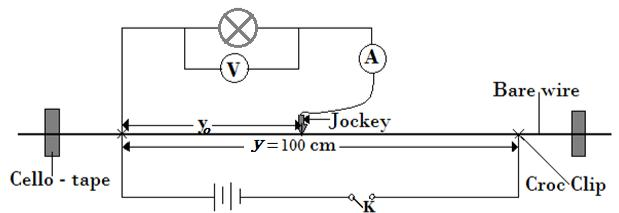 V
A
Bare wire
y₀
Jockey
y = 100 cm
Cello - tape
Croc Clip
K